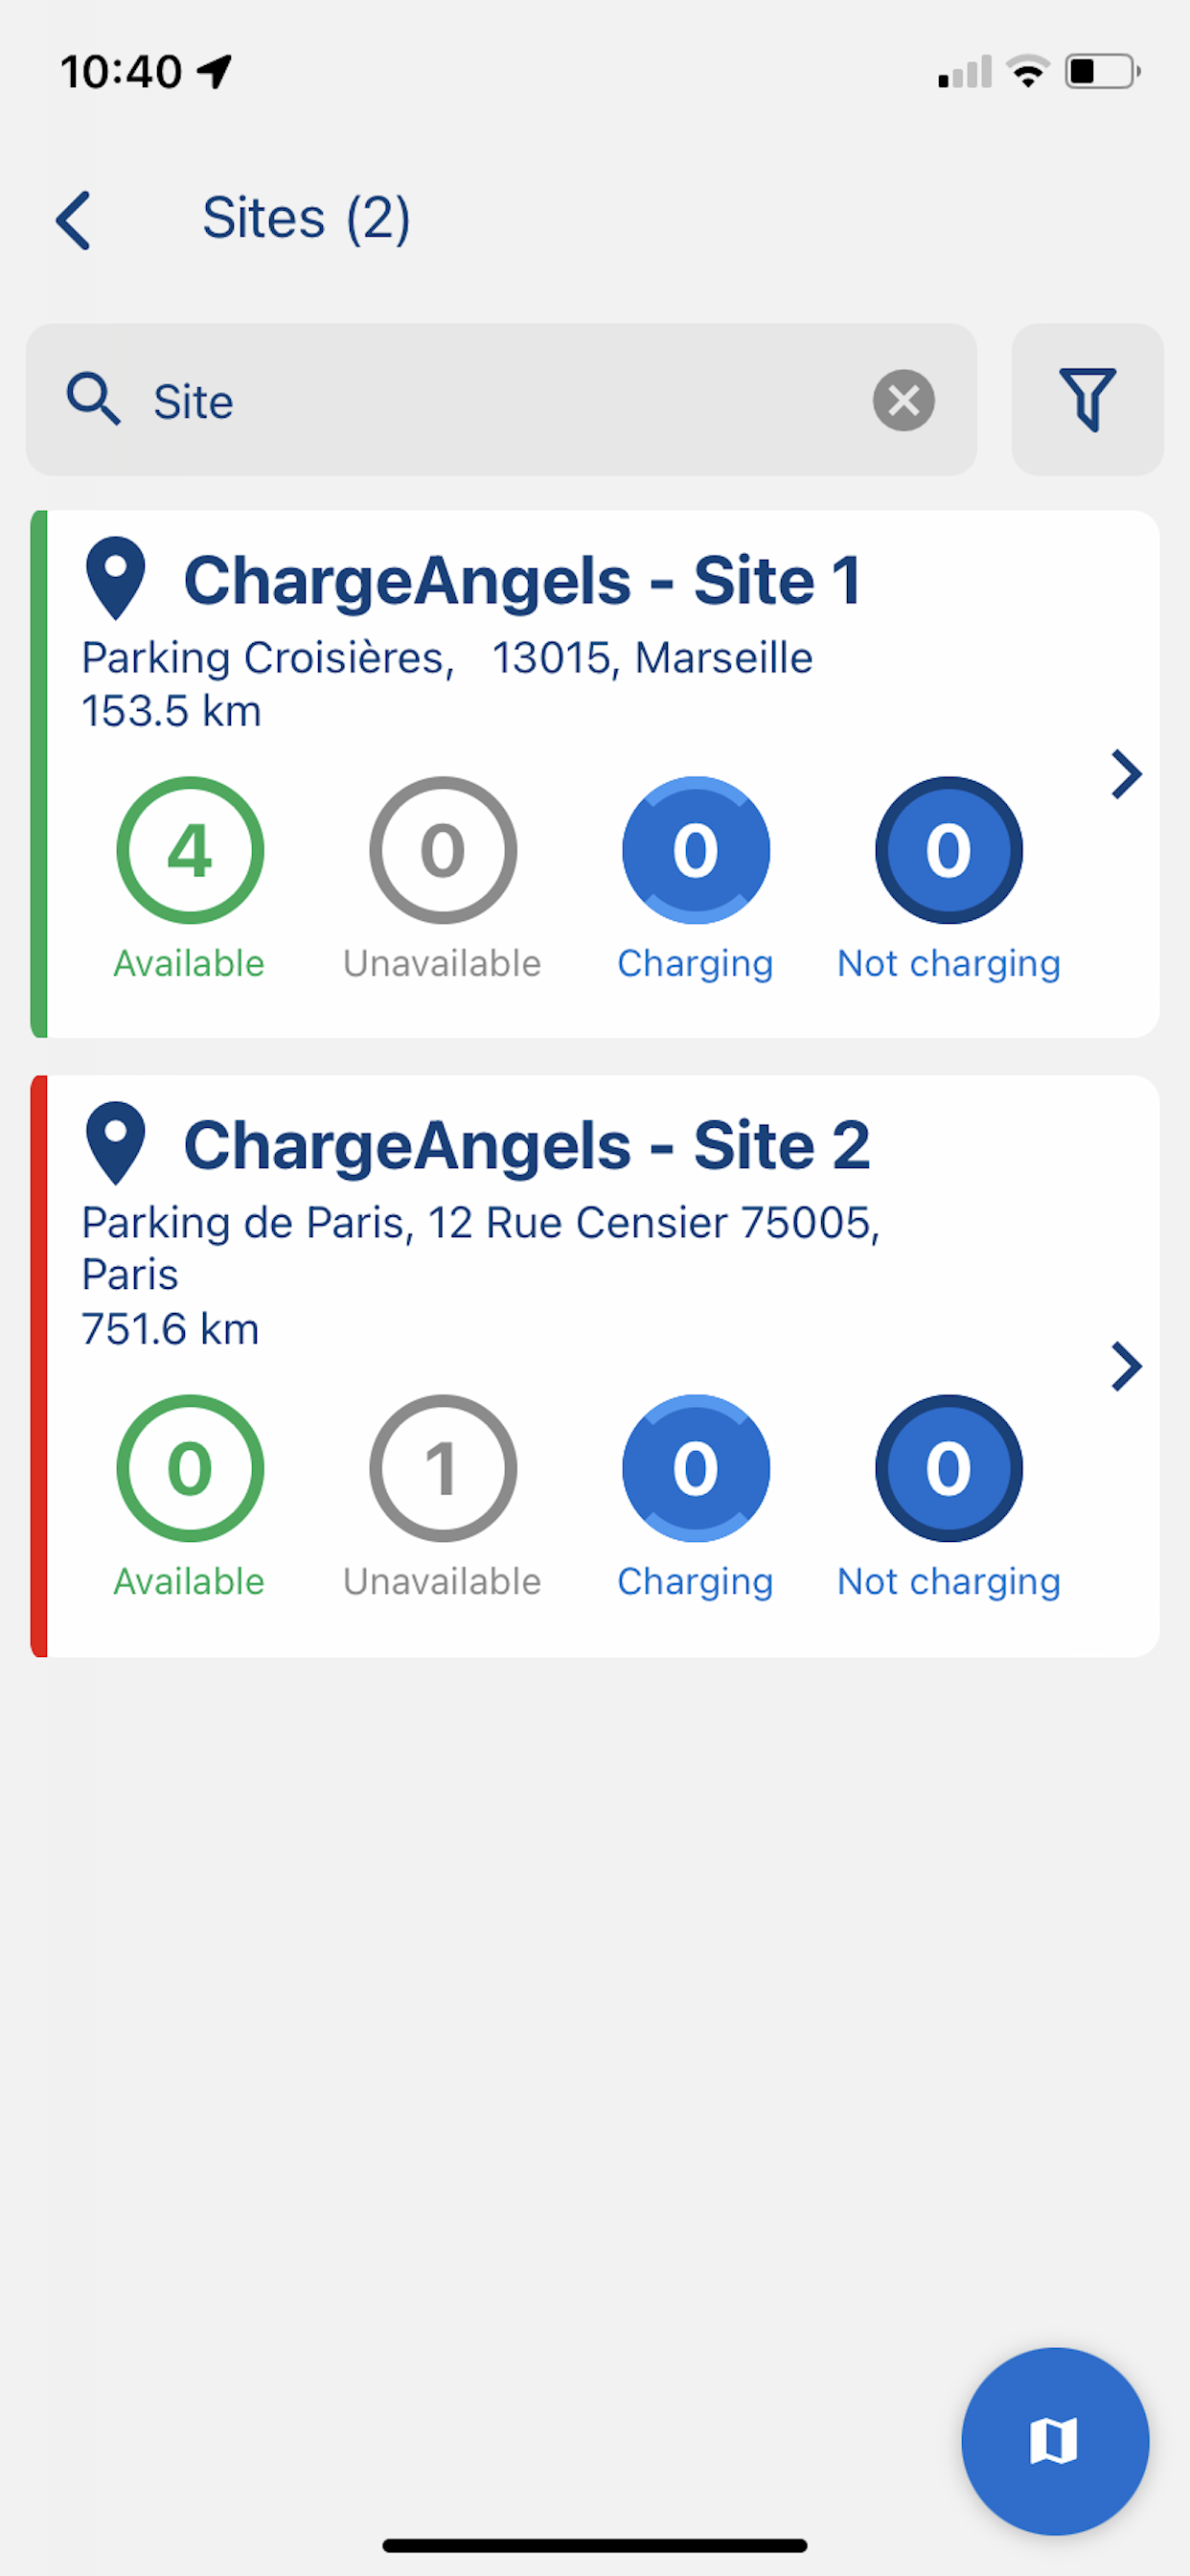 10:40
Sites (2)
Site
ChargeAngels - Site 1
Parking Croisières,   13015, Marseille
153.5 km
4 0 0 0
Available Unavailable Charging Not charging
ChargeAngels - Site 2
Parking de Paris, 12 Rue Censier 75005,
Paris
751.6 km
0 1 0 0
Available Unavailable Charging Not charging